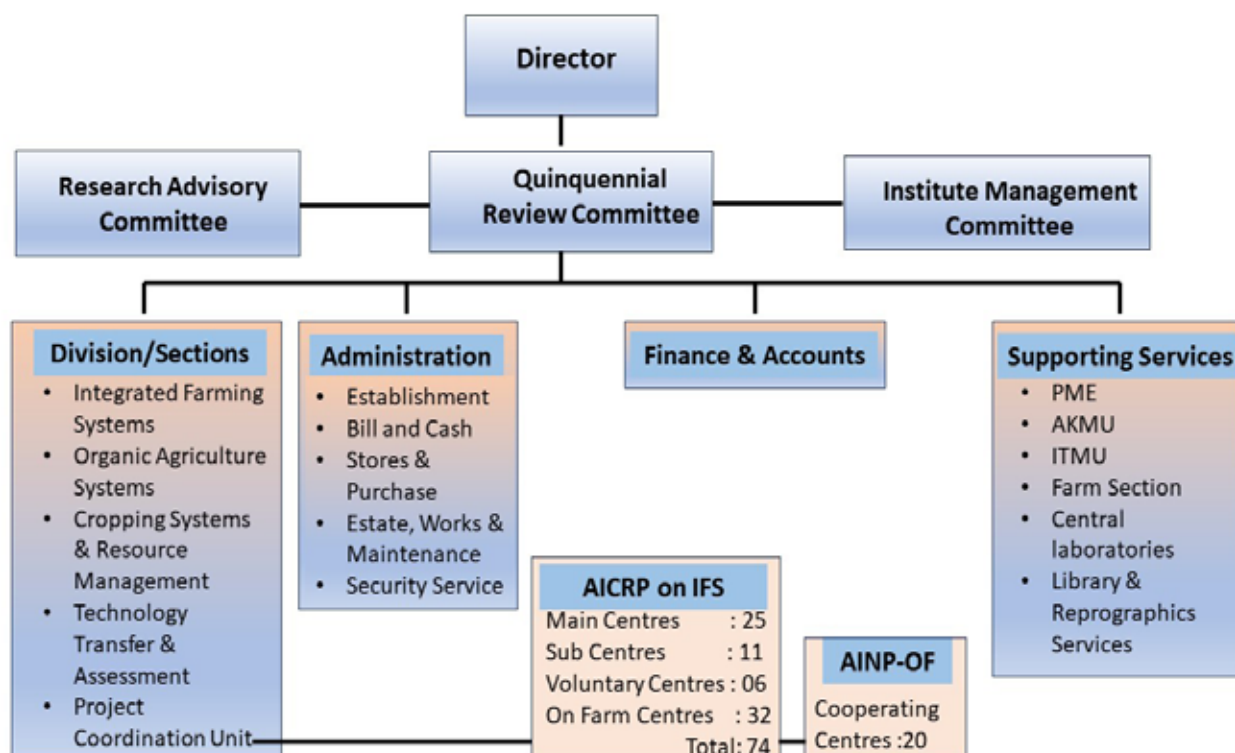 Director
Research Advisory
Committee
Quinquennial
Review Committee
Institute Management
Committee
Division/Sections
• Integrated Farming
Systems
• Organic Agriculture
Systems
• Cropping Systems
& Resource
Management
• Technology
Transfer &
Assessment
• Project
Coordination Unit
Administration
• Establishment
• Bill and Cash
• Stores &
Purchase
• Estate, Works &
Maintenance
• Security Service
Finance & Accounts
Supporting Services
• PME
• AKMU
• ITMU
• Farm Section
• Central
laboratories
• Library &
Reprographics
Services
AICRP on IFS
Main Centres : 25
Sub Centres : 11
Voluntary Centres : 06
On Farm Centres : 32
Total: 74
AINP-OF
Cooperating
Centres :20